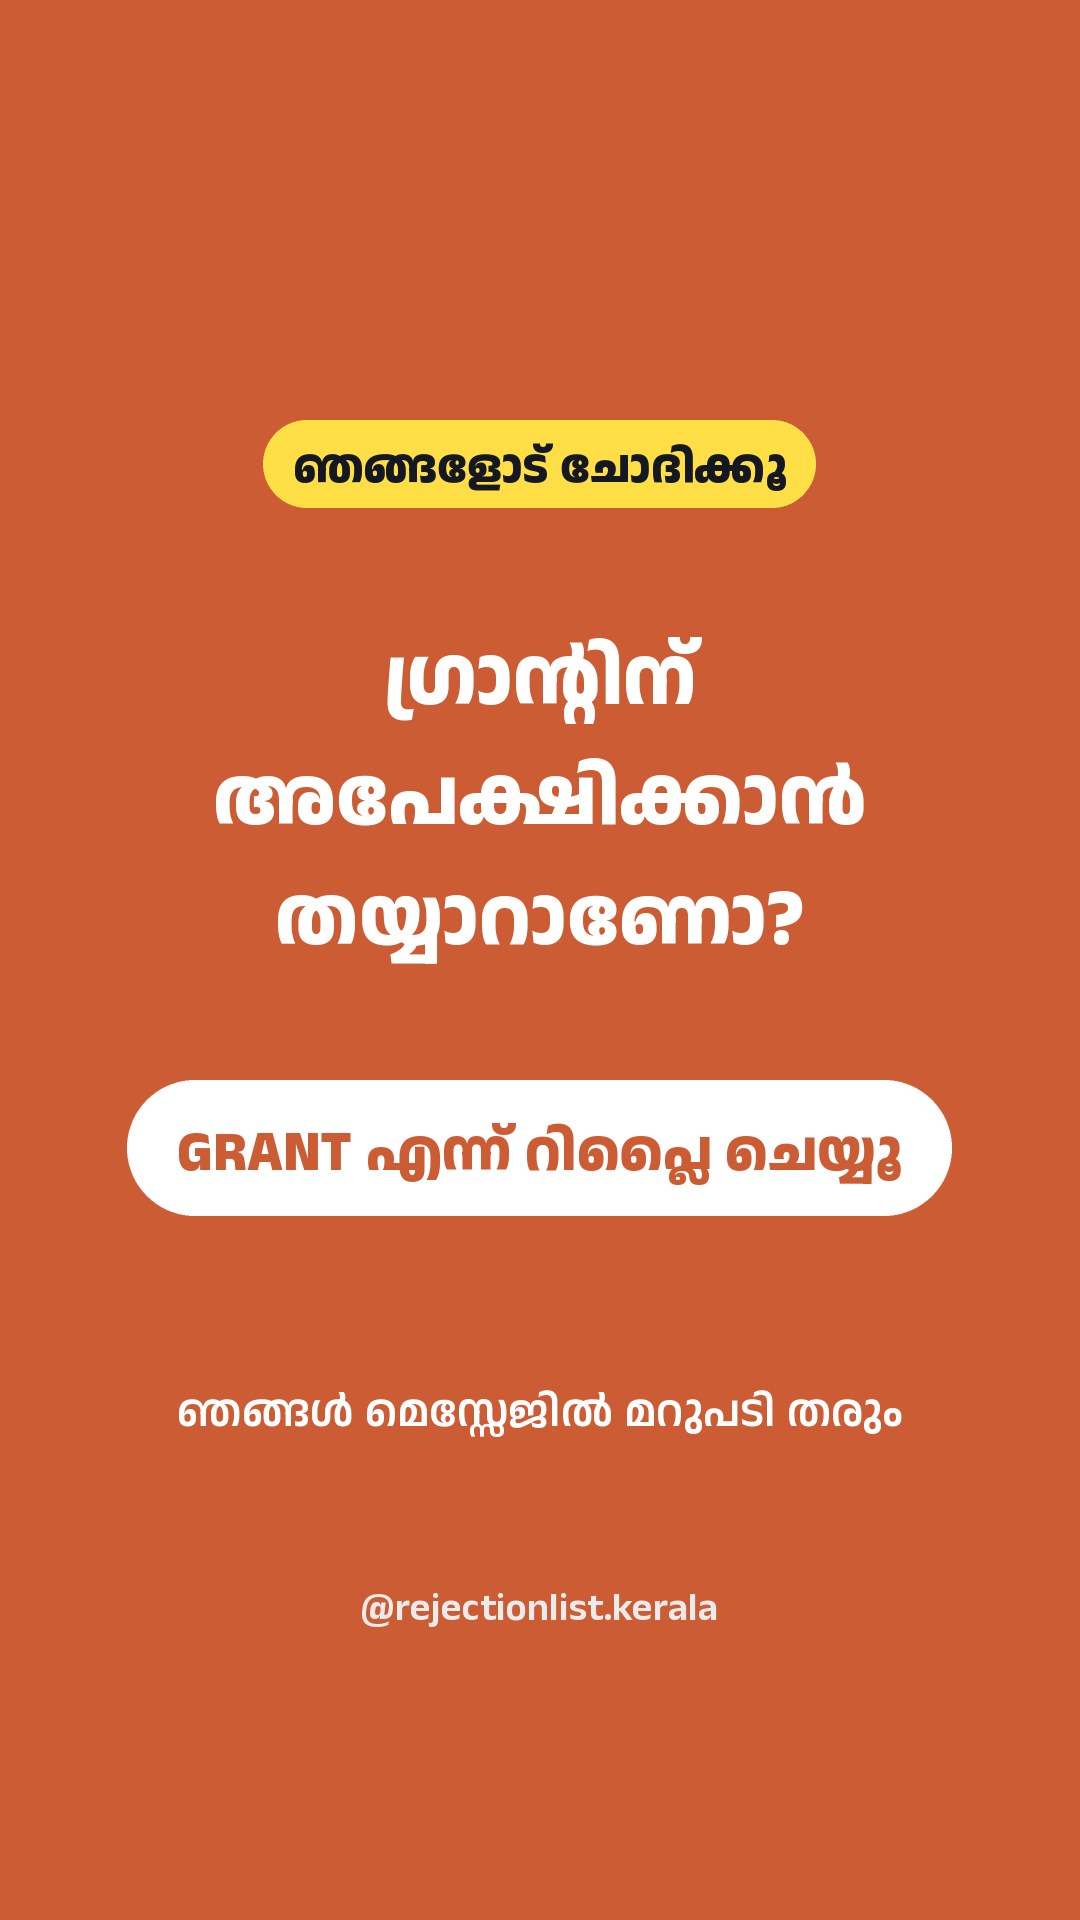 ഞങ്ങളോട് ചോദിക്കൂ
ഗ്രാന്റിന്
അപേക്ഷിക്കാൻ
തയ്യാറാണോ?
GRANT എന്ന് റിപ്ലൈ ചെയ്യൂ
ഞങ്ങൾ മെസ്സേജിൽ മറുപടി തരും
@rejectionlist.kerala